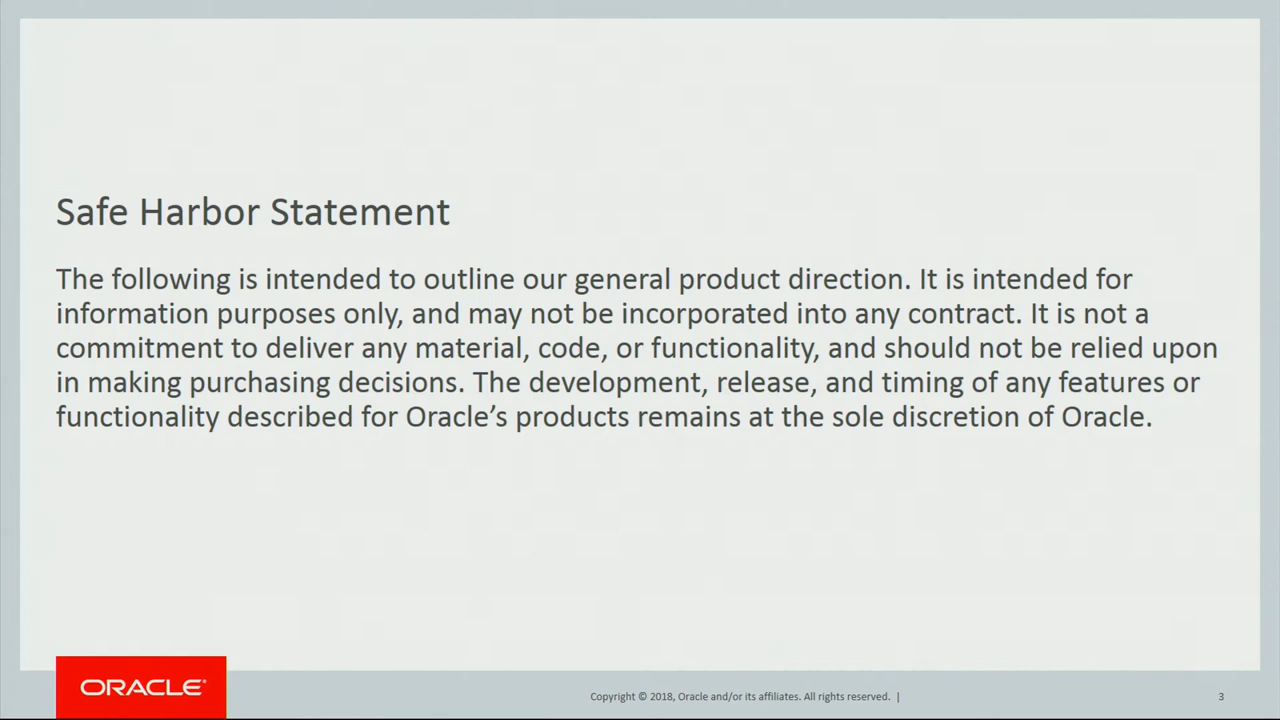 Safe Harbor Statement
The following is intended to outline our general product direction. It is intended for
information purposes only, and may not be incorporated into any contract. It is not a
commitment to deliver any material, code, or functionality, and should not be relied upon
in making purchasing decisions. The development, release, and timing of any features or
functionality described for Oracle’s products remains at the sole discretion of Oracle.
ORACLE®
Copyright © 2018, Oracle and/or its affiliates. All rights reserved. |
3